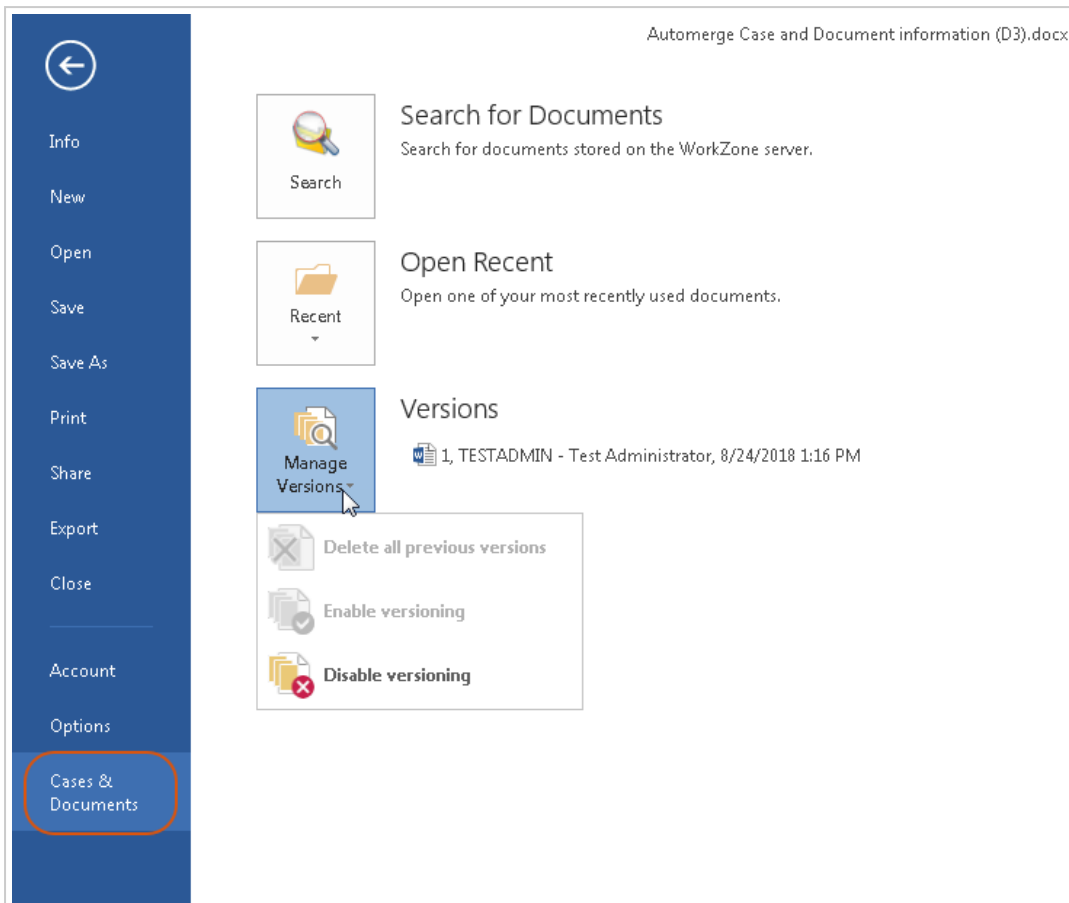 Automerge Case and Document information (D3).docx
Info
New
Open
Save
Save As
Print
Share
Export
Close
Account
Options
Cases &
Documents
Search
Search for Documents
Search for documents stored on the WorkZone server.
Recent
Open Recent
Open one of your most recently used documents.
Manage
Versions
Versions
1, TESTADMIN - Test Administrator, 8/24/2018 1:16 PM
Delete all previous versions
Enable versioning
Disable versioning